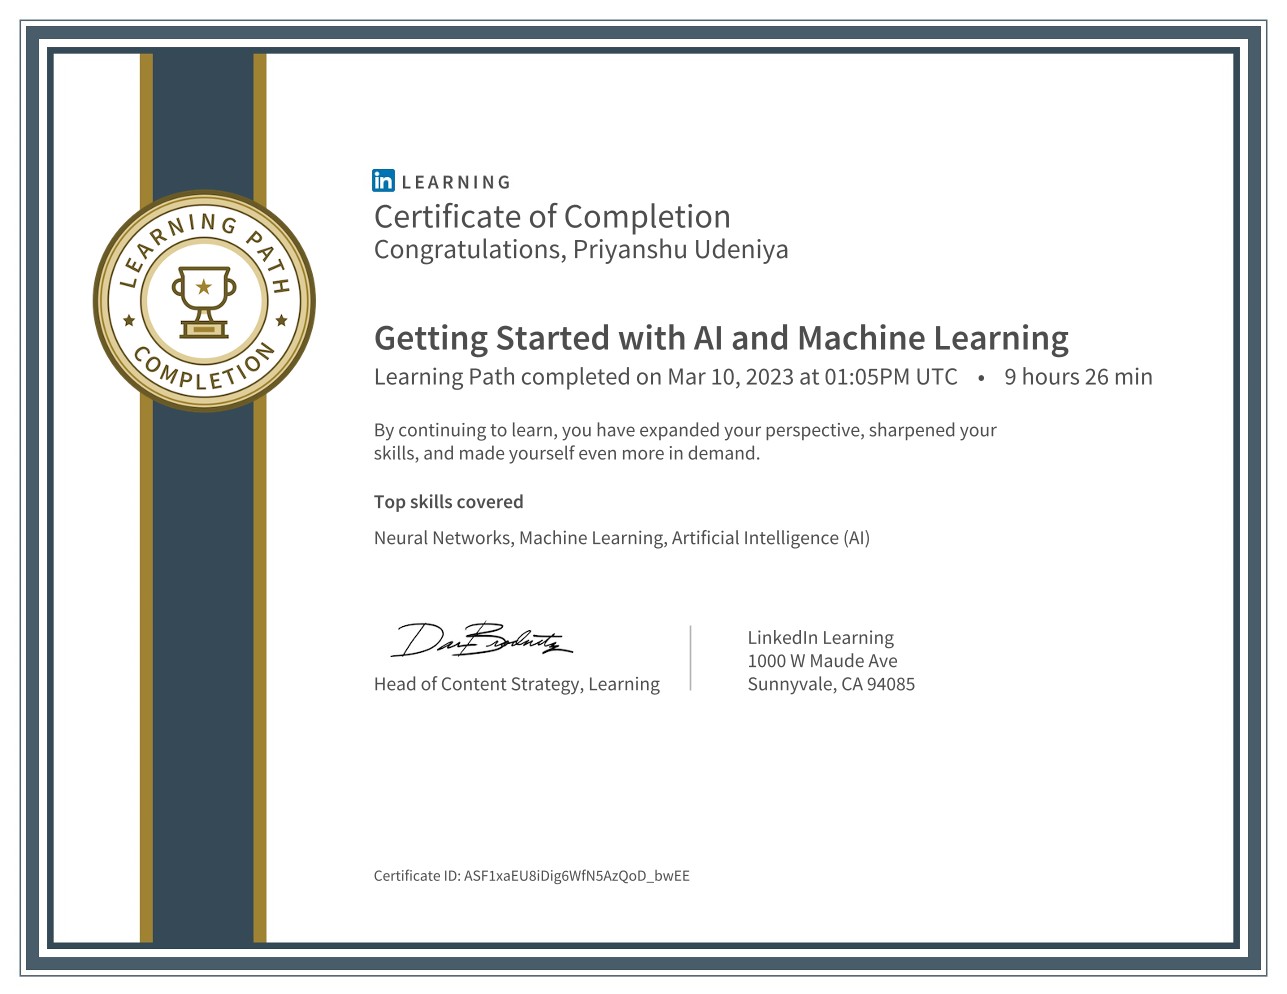 LEARNING PATH
COMPLETION
in LEARNING
Certificate of Completion
Congratulations, Priyanshu Udeniya
Getting Started with AI and Machine Learning
Learning Path completed on Mar 10, 2023 at 01:05PM UTC • 9 hours 26 min
By continuing to learn, you have expanded your perspective, sharpened your
skills, and made yourself even more in demand.
Top skills covered
Neural Networks, Machine Learning, Artificial Intelligence (AI)
Dan Brodnitz
Head of Content Strategy, Learning
LinkedIn Learning
1000 W Maude Ave
Sunnyvale, CA 94085
Certificate ID: ASF1xaEU8iDig6WfN5AzQoD_bwEE